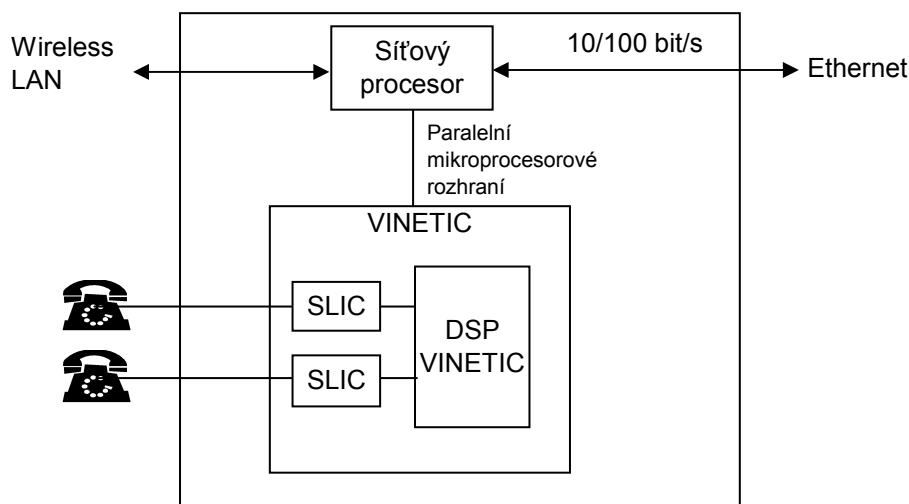 Wireless
LAN
Síťový
procesor
10/100 bit/s
Ethernet
Paralelní
mikroprocesorové
rozhraní
VINETIC
SLIC
SLIC
DSP
VINETIC